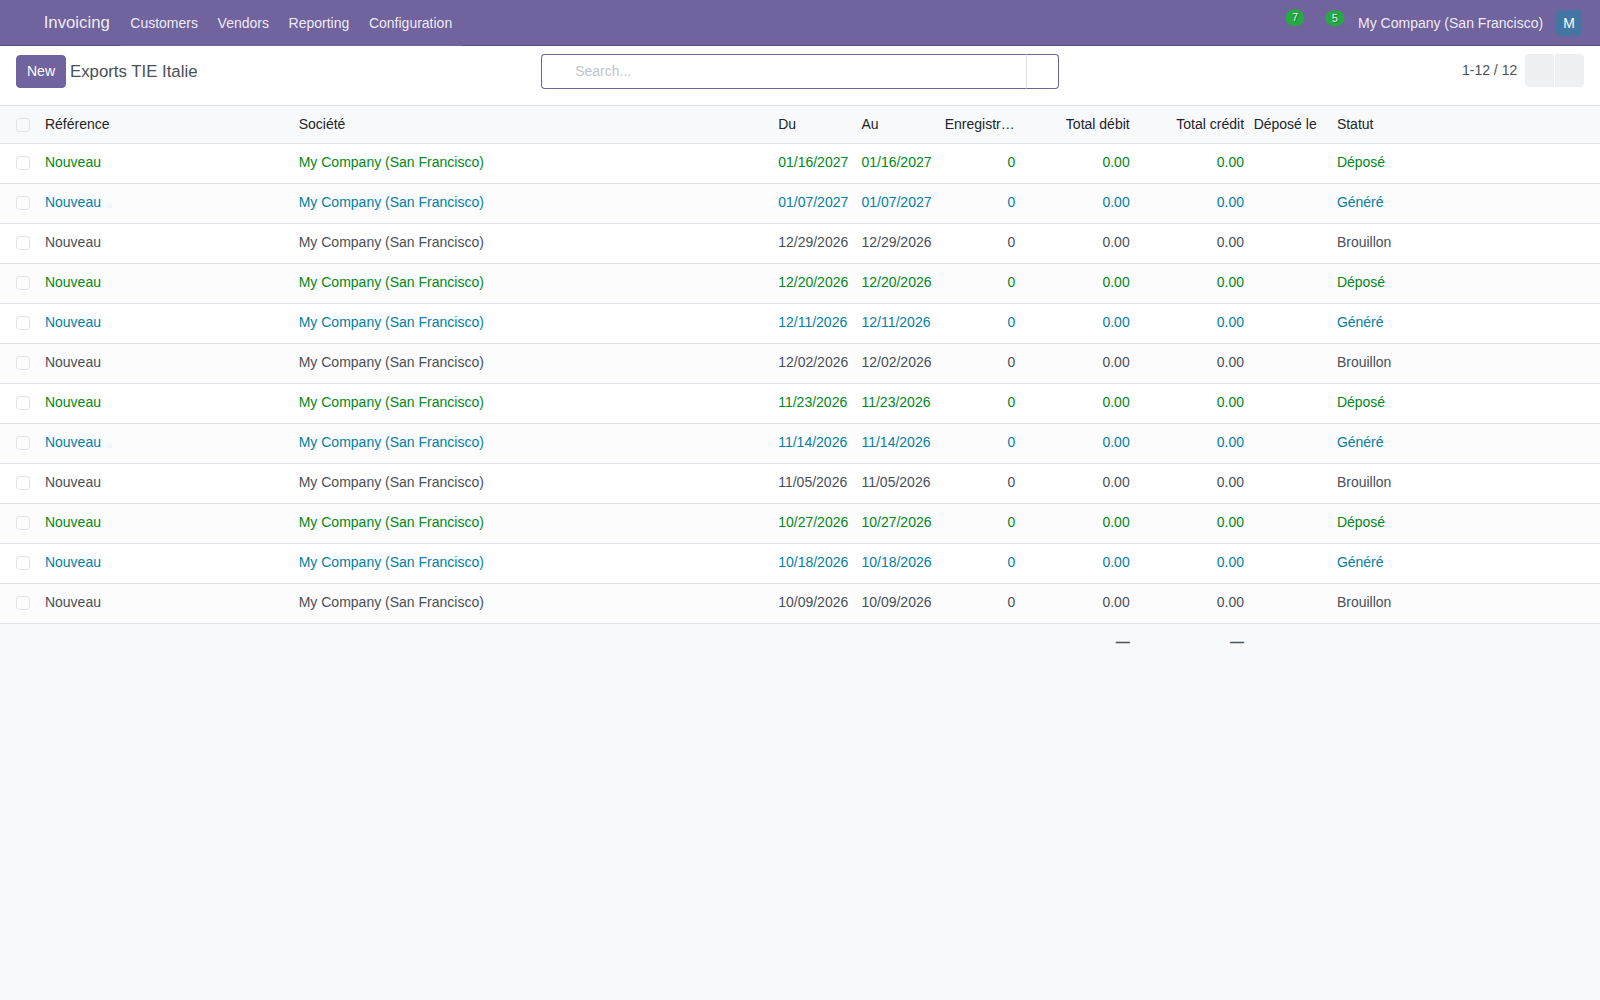 Invoicing Customers Vendors Reporting Configuration 7 5 My Company (San Francisco) M
New Exports TIE Italie Search... 1-12 / 12
Référence Société Du Au Enregistr… Total débit Total crédit Déposé le Statut
Nouveau My Company (San Francisco) 01/16/2027 01/16/2027 0 0.00 0.00 Déposé
Nouveau My Company (San Francisco) 01/07/2027 01/07/2027 0 0.00 0.00 Généré
Nouveau My Company (San Francisco) 12/29/2026 12/29/2026 0 0.00 0.00 Brouillon
Nouveau My Company (San Francisco) 12/20/2026 12/20/2026 0 0.00 0.00 Déposé
Nouveau My Company (San Francisco) 12/11/2026 12/11/2026 0 0.00 0.00 Généré
Nouveau My Company (San Francisco) 12/02/2026 12/02/2026 0 0.00 0.00 Brouillon
Nouveau My Company (San Francisco) 11/23/2026 11/23/2026 0 0.00 0.00 Déposé
Nouveau My Company (San Francisco) 11/14/2026 11/14/2026 0 0.00 0.00 Généré
Nouveau My Company (San Francisco) 11/05/2026 11/05/2026 0 0.00 0.00 Brouillon
Nouveau My Company (San Francisco) 10/27/2026 10/27/2026 0 0.00 0.00 Déposé
Nouveau My Company (San Francisco) 10/18/2026 10/18/2026 0 0.00 0.00 Généré
Nouveau My Company (San Francisco) 10/09/2026 10/09/2026 0 0.00 0.00 Brouillon
— —